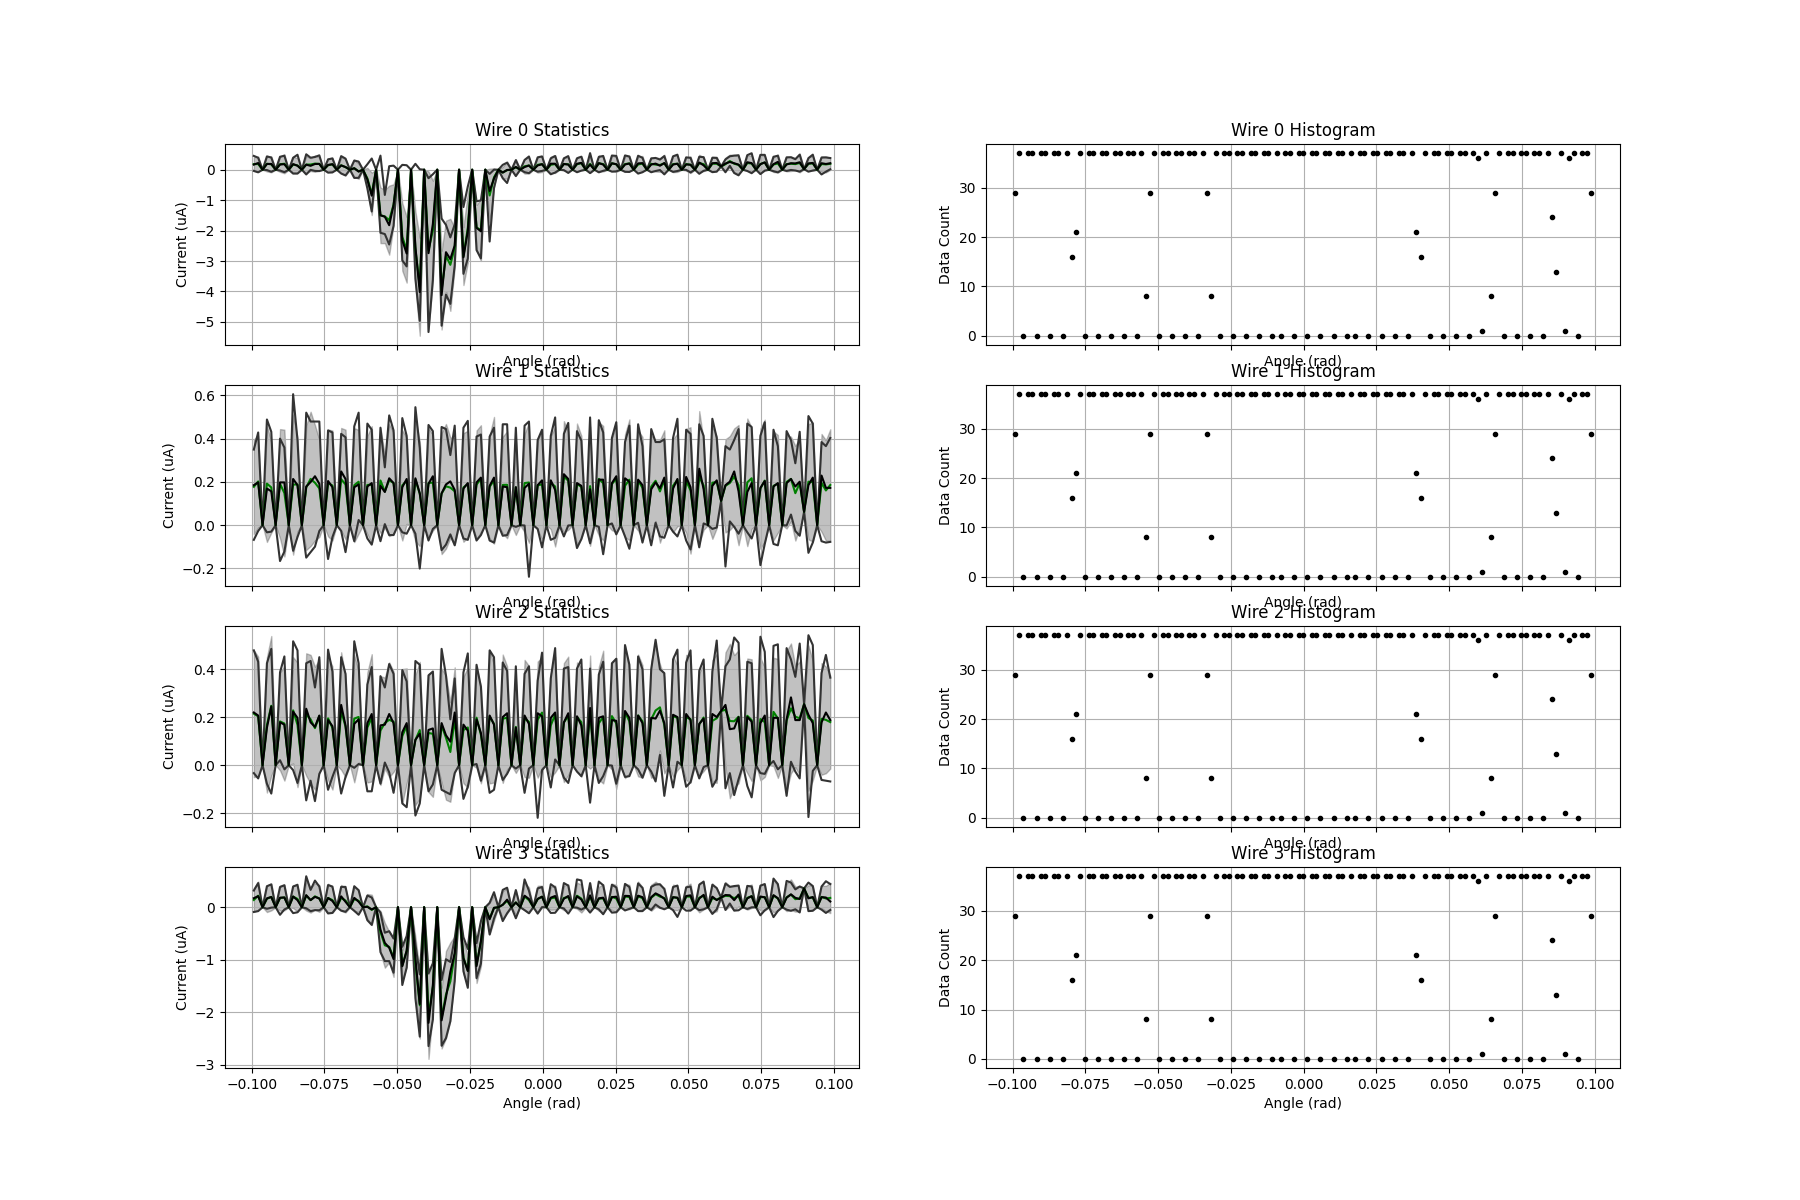 Wire 0 Statistics
Current (uA)
0
−1
−2
−3
−4
−5
Angle (rad)
Wire 0 Histogram
Data Count
30
20
10
0
Angle (rad)
Wire 1 Statistics
Current (uA)
0.6
0.4
0.2
0.0
−0.2
Angle (rad)
Wire 1 Histogram
Data Count
30
20
10
0
Angle (rad)
Wire 2 Statistics
Current (uA)
0.4
0.2
0.0
−0.2
Angle (rad)
Wire 2 Histogram
Data Count
30
20
10
0
Angle (rad)
Wire 3 Statistics
Current (uA)
0
−1
−2
−3
−0.100 −0.075 −0.050 −0.025 0.000 0.025 0.050 0.075 0.100
Angle (rad)
Wire 3 Histogram
Data Count
30
20
10
0
−0.100 −0.075 −0.050 −0.025 0.000 0.025 0.050 0.075 0.100
Angle (rad)